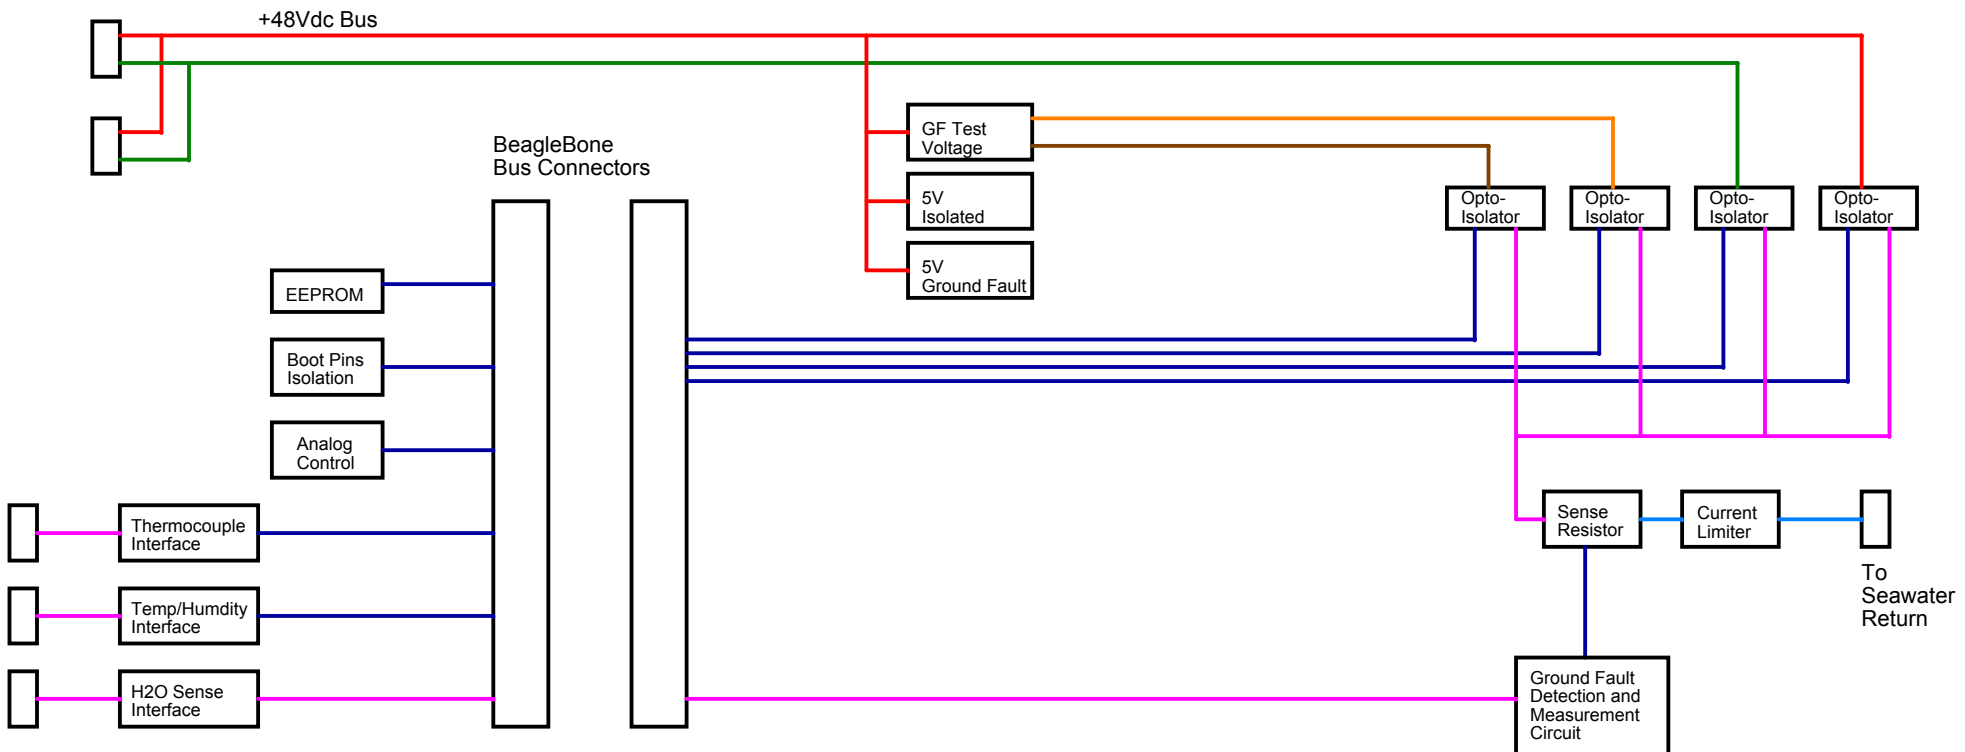 +48Vdc Bus
GF Test
Voltage
BeagleBone
Bus Connectors
5V
Isolated
Opto-
Isolator
Opto-
Isolator
Opto-
Isolator
Opto-
Isolator
5V
Ground Fault
EEPROM
Boot Pins
Isolation
Analog
Control
Thermocouple
Interface
Sense
Resistor
Current
Limiter
To
Seawater
Return
Temp/Humdity
Interface
H2O Sense
Interface
Ground Fault
Detection and
Measurement
Circuit